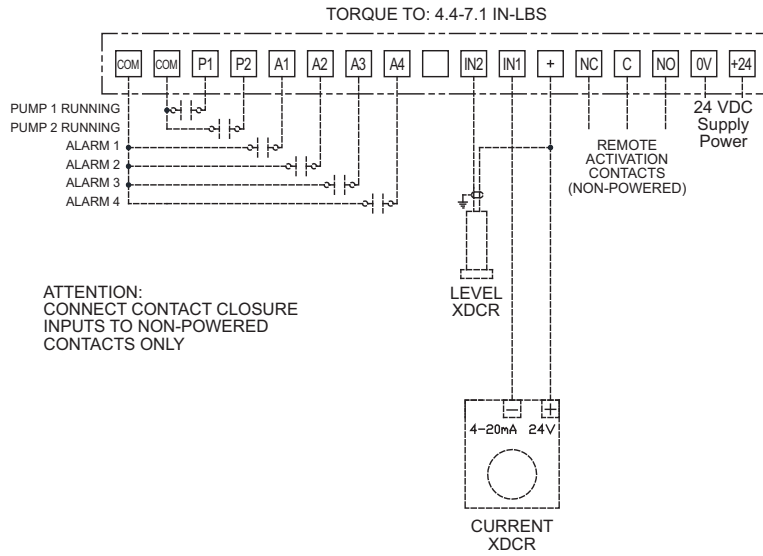 TORQUE TO: 4.4-7.1 IN-LBS
COM COM P1 P2 A1 A2 A3 A4 IN2 IN1 + NC C NO 0V +24
PUMP 1 RUNNING
PUMP 2 RUNNING
ALARM 1
ALARM 2
ALARM 3
ALARM 4
REMOTE
ACTIVATION
CONTACTS
(NON-POWERED)
24 VDC
Supply
Power
ATTENTION:
CONNECT CONTACT CLOSURE
INPUTS TO NON-POWERED
CONTACTS ONLY
LEVEL
XDCR
− +
4-20mA 24V
CURRENT
XDCR